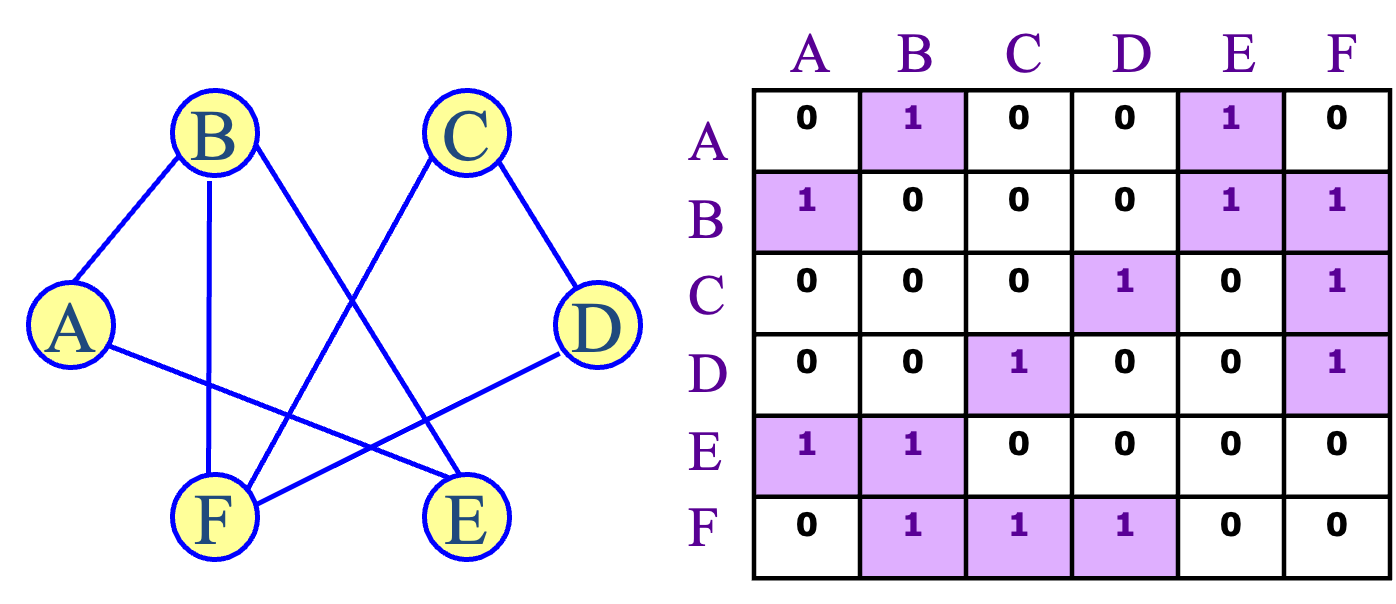 B C
A D
F E
A B C D E F
A 0 1 0 0 1 0
B 1 0 0 0 1 1
C 0 0 0 1 0 1
D 0 0 1 0 0 1
E 1 1 0 0 0 0
F 0 1 1 1 0 0